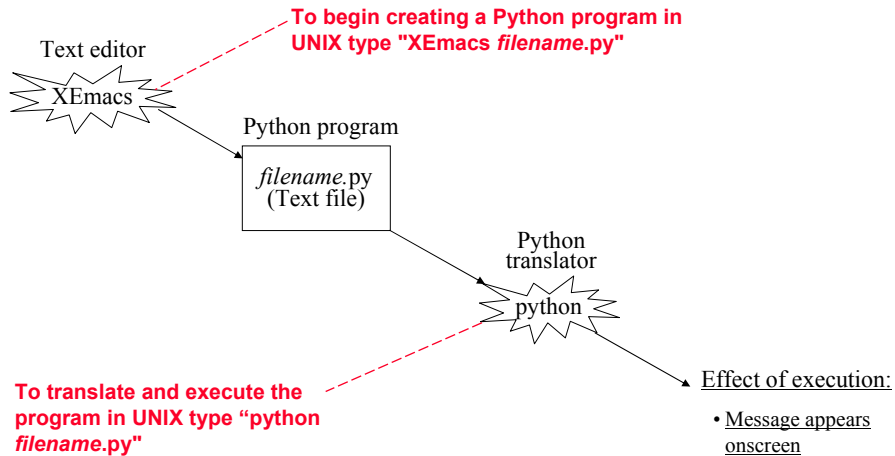 To begin creating a Python program in
UNIX type "XEmacs filename.py"
Text editor
XEmacs
Python program
filename.py
(Text file)
Python
translator
python
To translate and execute the
program in UNIX type “python
filename.py"
Effect of execution:
• Message appears
onscreen